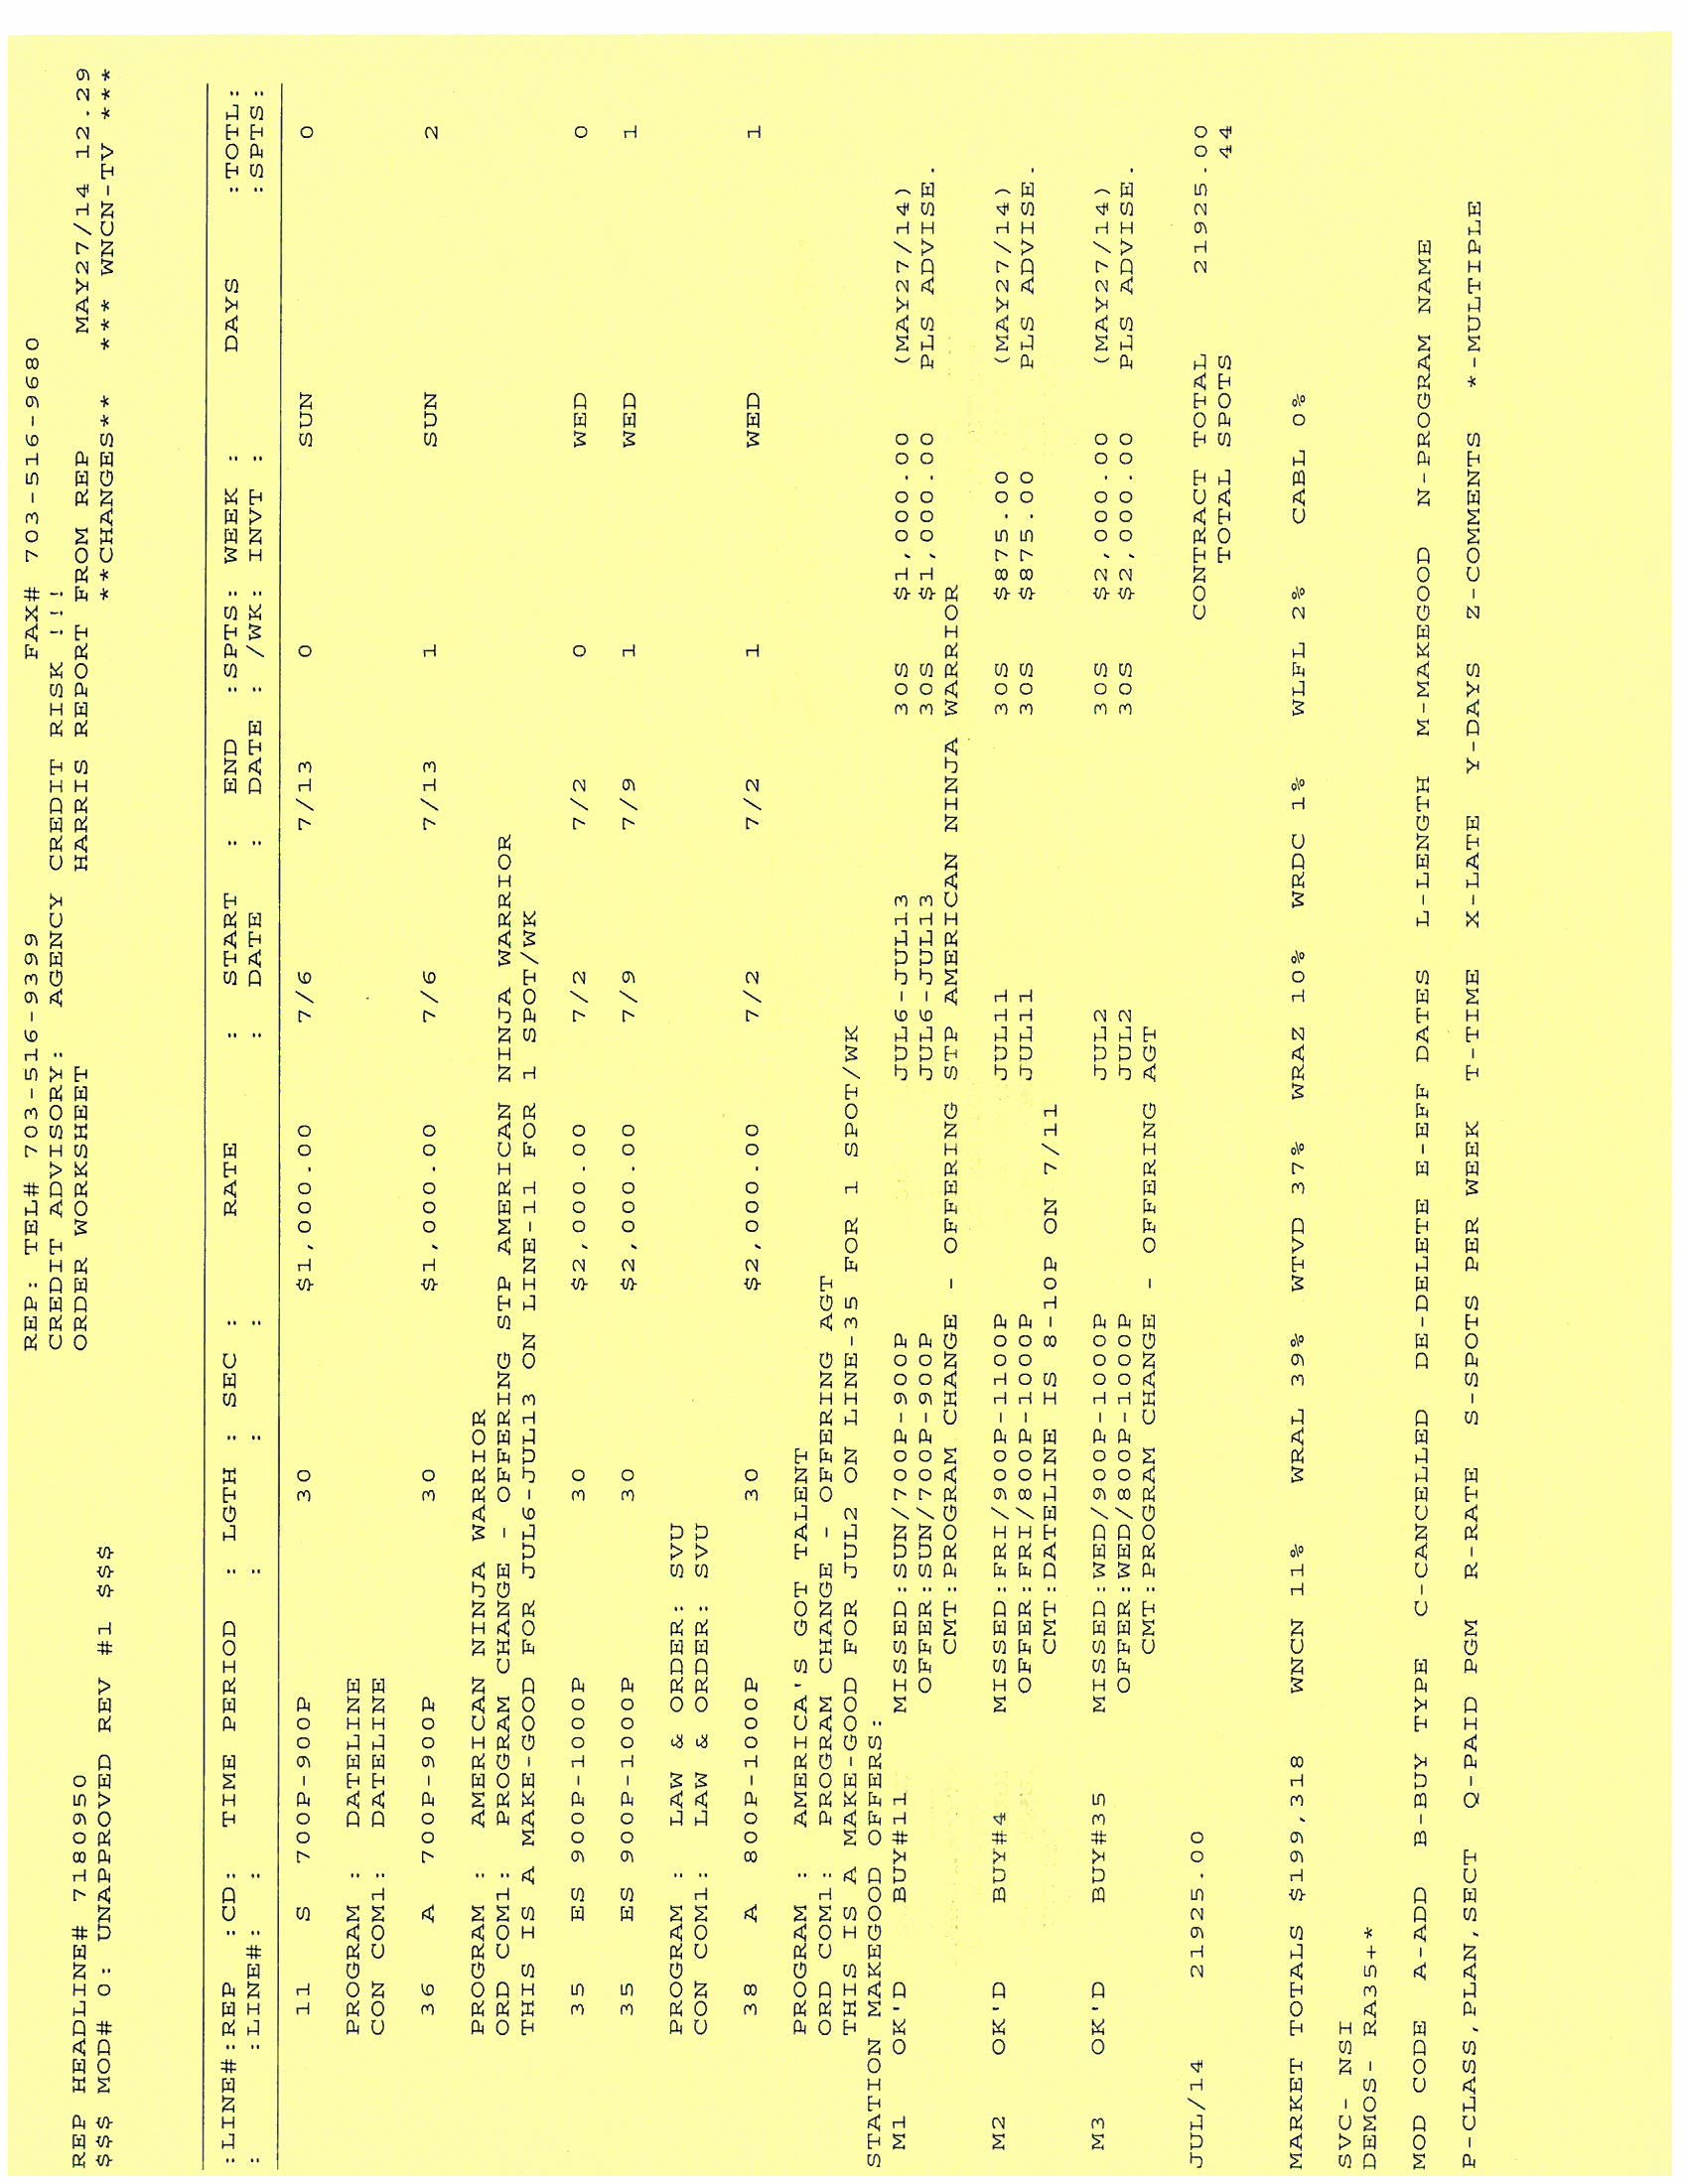 REP: TEL# 703-516-9399 FAX# 703-516-9680
CREDIT ADVISORY: AGENCY CREDIT RISK !!!
REP HEADLINE# 7180950 ORDER WORKSHEET HARRIS REPORT FROM REP MAY27/14 12.29
$$$ MOD# 0: UNAPPROVED REV #1 $$$ **CHANGES** *** WNCN-TV ***
:LINE#:REP :CD: TIME PERIOD : LGTH : SEC : RATE : START : END :SPTS: WEEK : DAYS :TOTL:
: :LINE#: : : : : DATE : DATE : /WK: INVT : :SPTS:
11 S 700P-900P 30 $1,000.00 7/6 7/13 0 SUN 0
PROGRAM : DATELINE
CON COM1: DATELINE
36 A 700P-900P 30 $1,000.00 7/6 7/13 1 SUN 2
PROGRAM : AMERICAN NINJA WARRIOR
ORD COM1: PROGRAM CHANGE - OFFERING STP AMERICAN NINJA WARRIOR
THIS IS A MAKE-GOOD FOR JUL6-JUL13 ON LINE-11 FOR 1 SPOT/WK
35 ES 900P-1000P 30 $2,000.00 7/2 7/2 0 WED 0
35 ES 900P-1000P 30 $2,000.00 7/9 7/9 1 WED 1
PROGRAM : LAW & ORDER: SVU
CON COM1: LAW & ORDER: SVU
38 A 800P-1000P 30 $2,000.00 7/2 7/2 1 WED 1
PROGRAM : AMERICA'S GOT TALENT
ORD COM1: PROGRAM CHANGE - OFFERING AGT
THIS IS A MAKE-GOOD FOR JUL2 ON LINE-35 FOR 1 SPOT/WK
STATION MAKEGOOD OFFERS:
M1 OK'D BUY#11 MISSED:SUN/700P-900P JUL6-JUL13 30S $1,000.00 (MAY27/14)
OFFER:SUN/700P-900P JUL6-JUL13 30S $1,000.00 PLS ADVISE.
CMT:PROGRAM CHANGE - OFFERING STP AMERICAN NINJA WARRIOR
M2 OK'D BUY#4 MISSED:FRI/900P-1100P JUL11 30S $875.00 (MAY27/14)
OFFER:FRI/800P-1000P JUL11 30S $875.00 PLS ADVISE.
CMT:DATELINE IS 8-10P ON 7/11
M3 OK'D BUY#35 MISSED:WED/900P-1000P JUL2 30S $2,000.00 (MAY27/14)
OFFER:WED/800P-1000P JUL2 30S $2,000.00 PLS ADVISE.
CMT:PROGRAM CHANGE - OFFERING AGT
JUL/14 21925.00 CONTRACT TOTAL 21925.00
TOTAL SPOTS 44
MARKET TOTALS $199,318 WNCN 11% WRAL 39% WTVD 37% WRAZ 10% WRDC 1% WLFL 2% CABL 0%
SVC- NSI
DEMOS- RA35+*
MOD CODE A-ADD B-BUY TYPE C-CANCELLED DE-DELETE E-EFF DATES L-LENGTH M-MAKEGOOD N-PROGRAM NAME
P-CLASS,PLAN,SECT Q-PAID PGM R-RATE S-SPOTS PER WEEK T-TIME X-LATE Y-DAYS Z-COMMENTS *-MULTIPLE